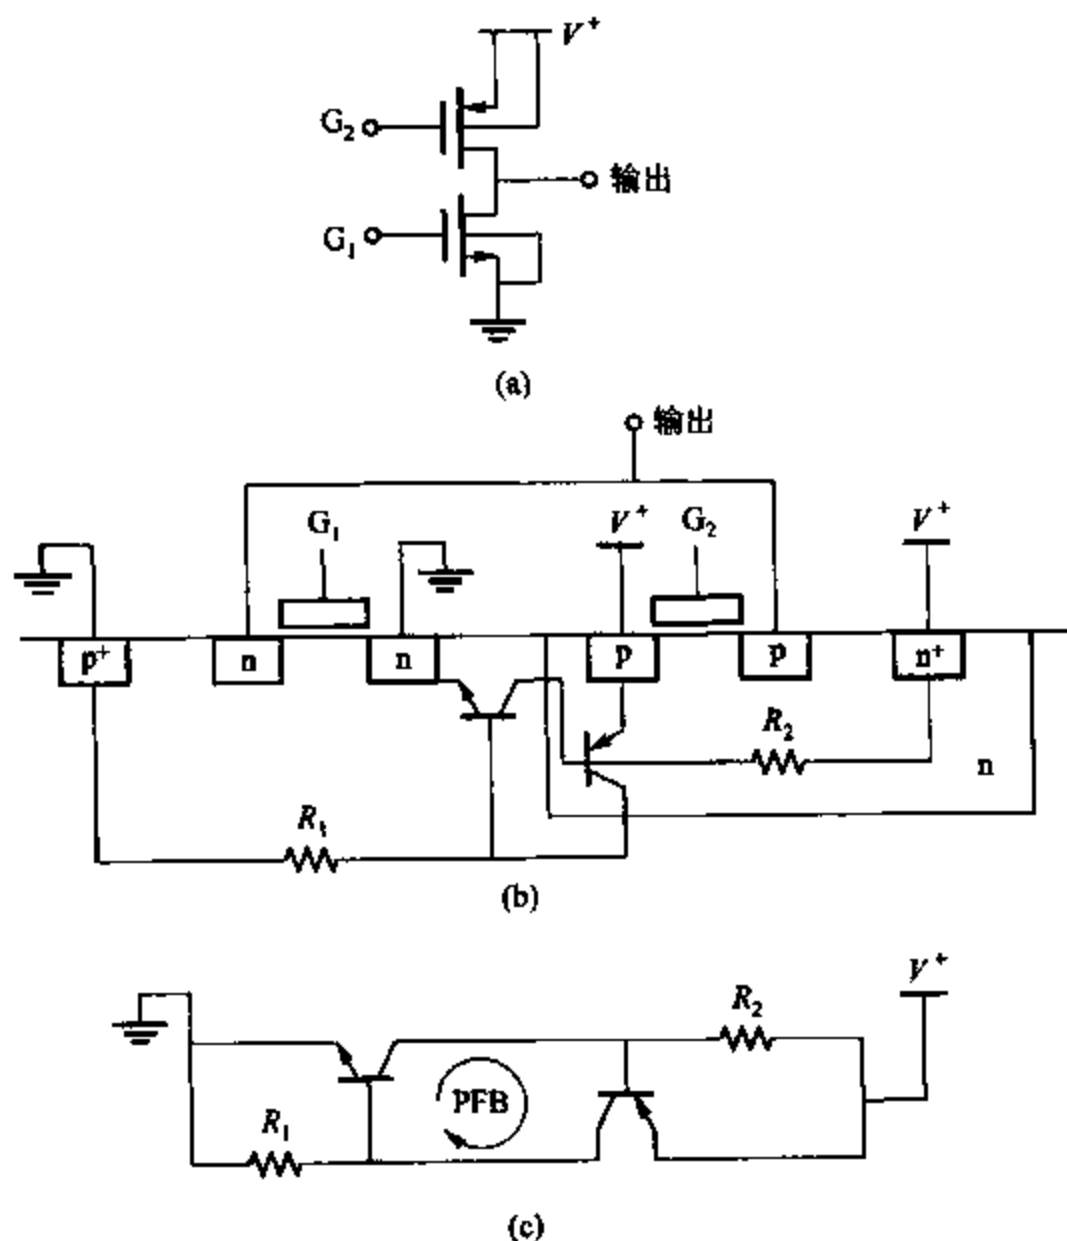 V⁺
G₂
输出
G₁
(a)
输出
G₁
V⁺
G₂
V⁺
p⁺
n
n
p
p
n⁺
R₂
n
R₁
(b)
V⁺
R₂
PFB
R₁
(c)